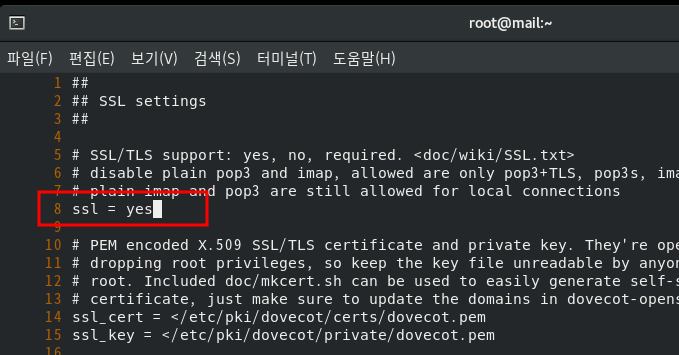 root@mail:~
파일(F) 편집(E) 보기(V) 검색(S) 터미널(T) 도움말(H)
1 ##
2 ## SSL settings
3 ##
4
5 # SSL/TLS support: yes, no, required. <doc/wiki/SSL.txt>
6 # disable plain pop3 and imap, allowed are only pop3+TLS, pop3s, ima
7 # plain imap and pop3 are still allowed for local connections
8 ssl = yes
9
10 # PEM encoded X.509 SSL/TLS certificate and private key. They're ope
11 # dropping root privileges, so keep the key file unreadable by anyon
12 # root. Included doc/mkcert.sh can be used to easily generate self-s
13 # certificate, just make sure to update the domains in dovecot-opens
14 ssl_cert = </etc/pki/dovecot/certs/dovecot.pem
15 ssl_key = </etc/pki/dovecot/private/dovecot.pem
16